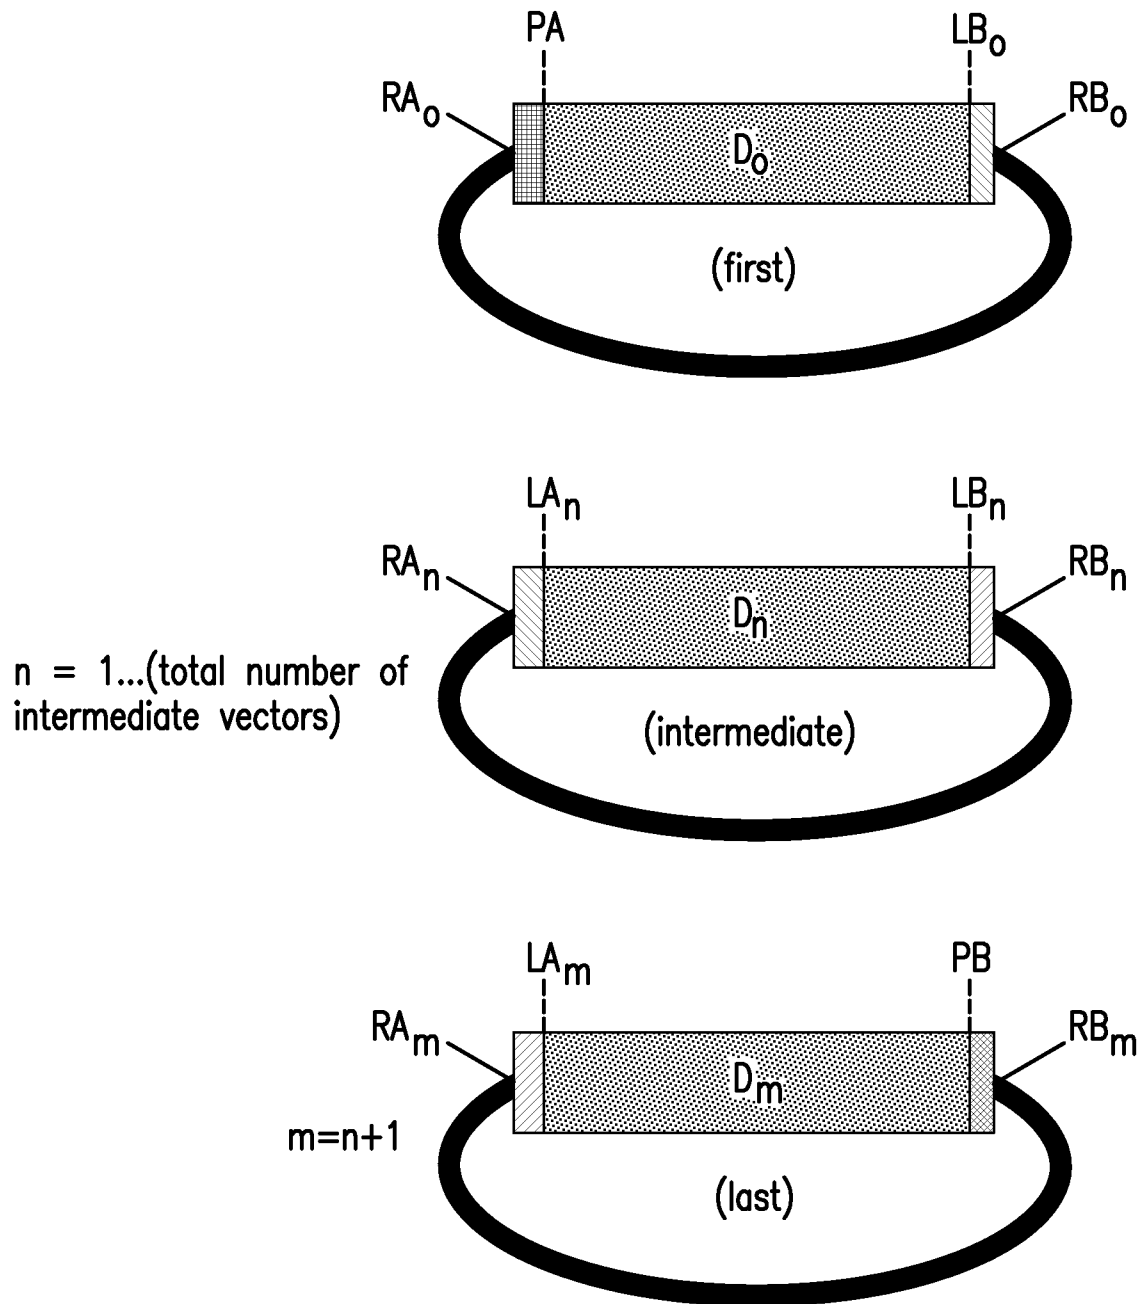 PA LBo
RAo RBo
Do
(first)
LAn LBn
RAn RBn
Dn
n = 1...(total number of
intermediate vectors)
(intermediate)
LAm PB
RAm RBm
Dm
m=n+1
(last)